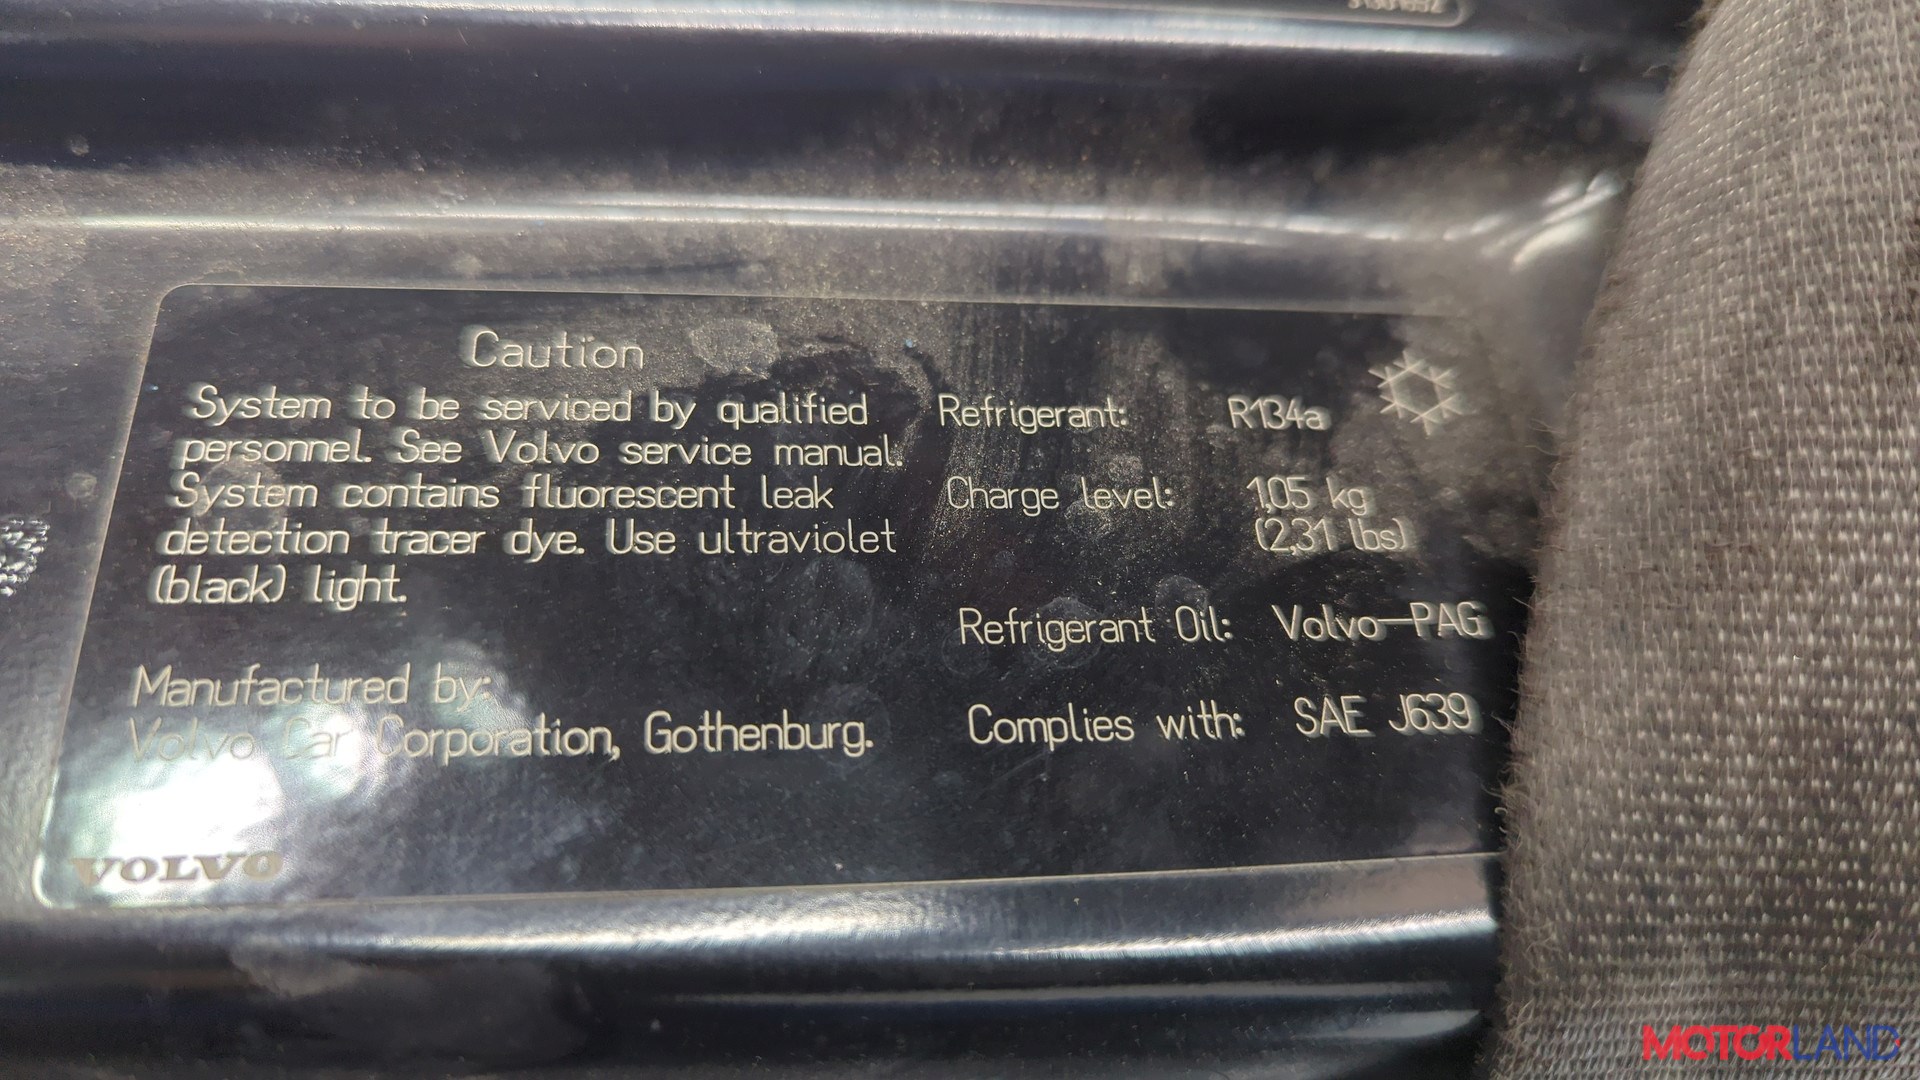 Caution
System to be serviced by qualified
personnel. See Volvo service manual.
System contains fluorescent leak
detection tracer dye. Use ultraviolet
(black) light.
Manufactured by:
Volvo Car Corporation, Gothenburg.
VOLVO
Refrigerant: R134a
Charge level: 1,05 kg
(2,31 lbs)
Refrigerant Oil: Volvo-PAG
Complies with: SAE J639
MOTORLAND